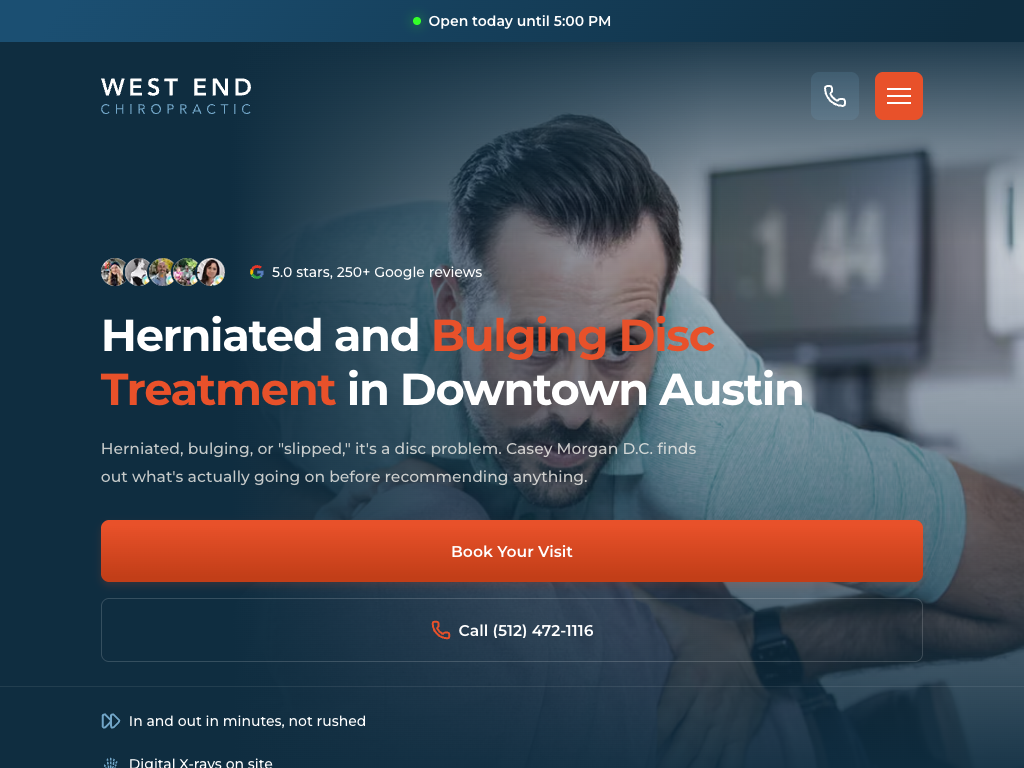 Open today until 5:00 PM
WEST END
CHIROPRACTIC
5.0 stars, 250+ Google reviews
Herniated and Bulging Disc
Treatment in Downtown Austin
Herniated, bulging, or "slipped," it's a disc problem. Casey Morgan D.C. finds
out what's actually going on before recommending anything.
Book Your Visit
Call (512) 472-1116
In and out in minutes, not rushed
Digital X-rays on site